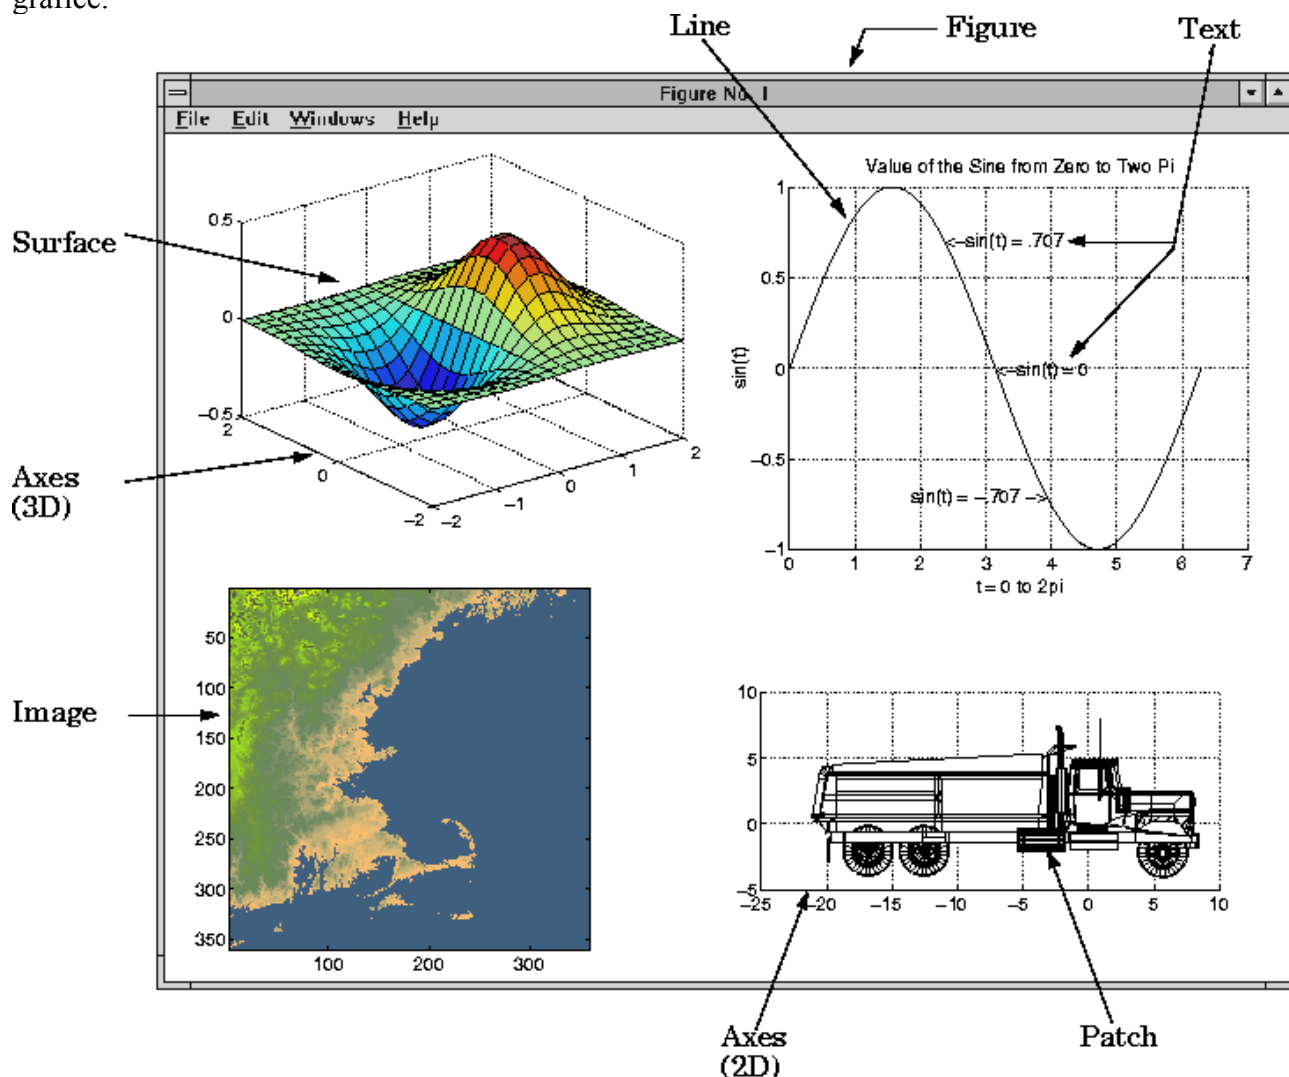 grafice.
Line
Figure
Text
Figure No. 1
File Edit Windows Help
Surface
0.5
0
−0.5
2
0
−2
−2
−1
0
1
2
Axes
(3D)
Value of the Sine from Zero to Two Pi
1
0.5
0
−0.5
−1
sin(t)
<−sin(t) = .707
<−sin(t) = 0
sin(t) = −.707 −>
0 1 2 3 4 5 6 7
t = 0 to 2pi
Image
50
100
150
200
250
300
350
100 200 300
10
5
0
−5
−25 −20 −15 −10 −5 0 5 10
Axes
(2D)
Patch